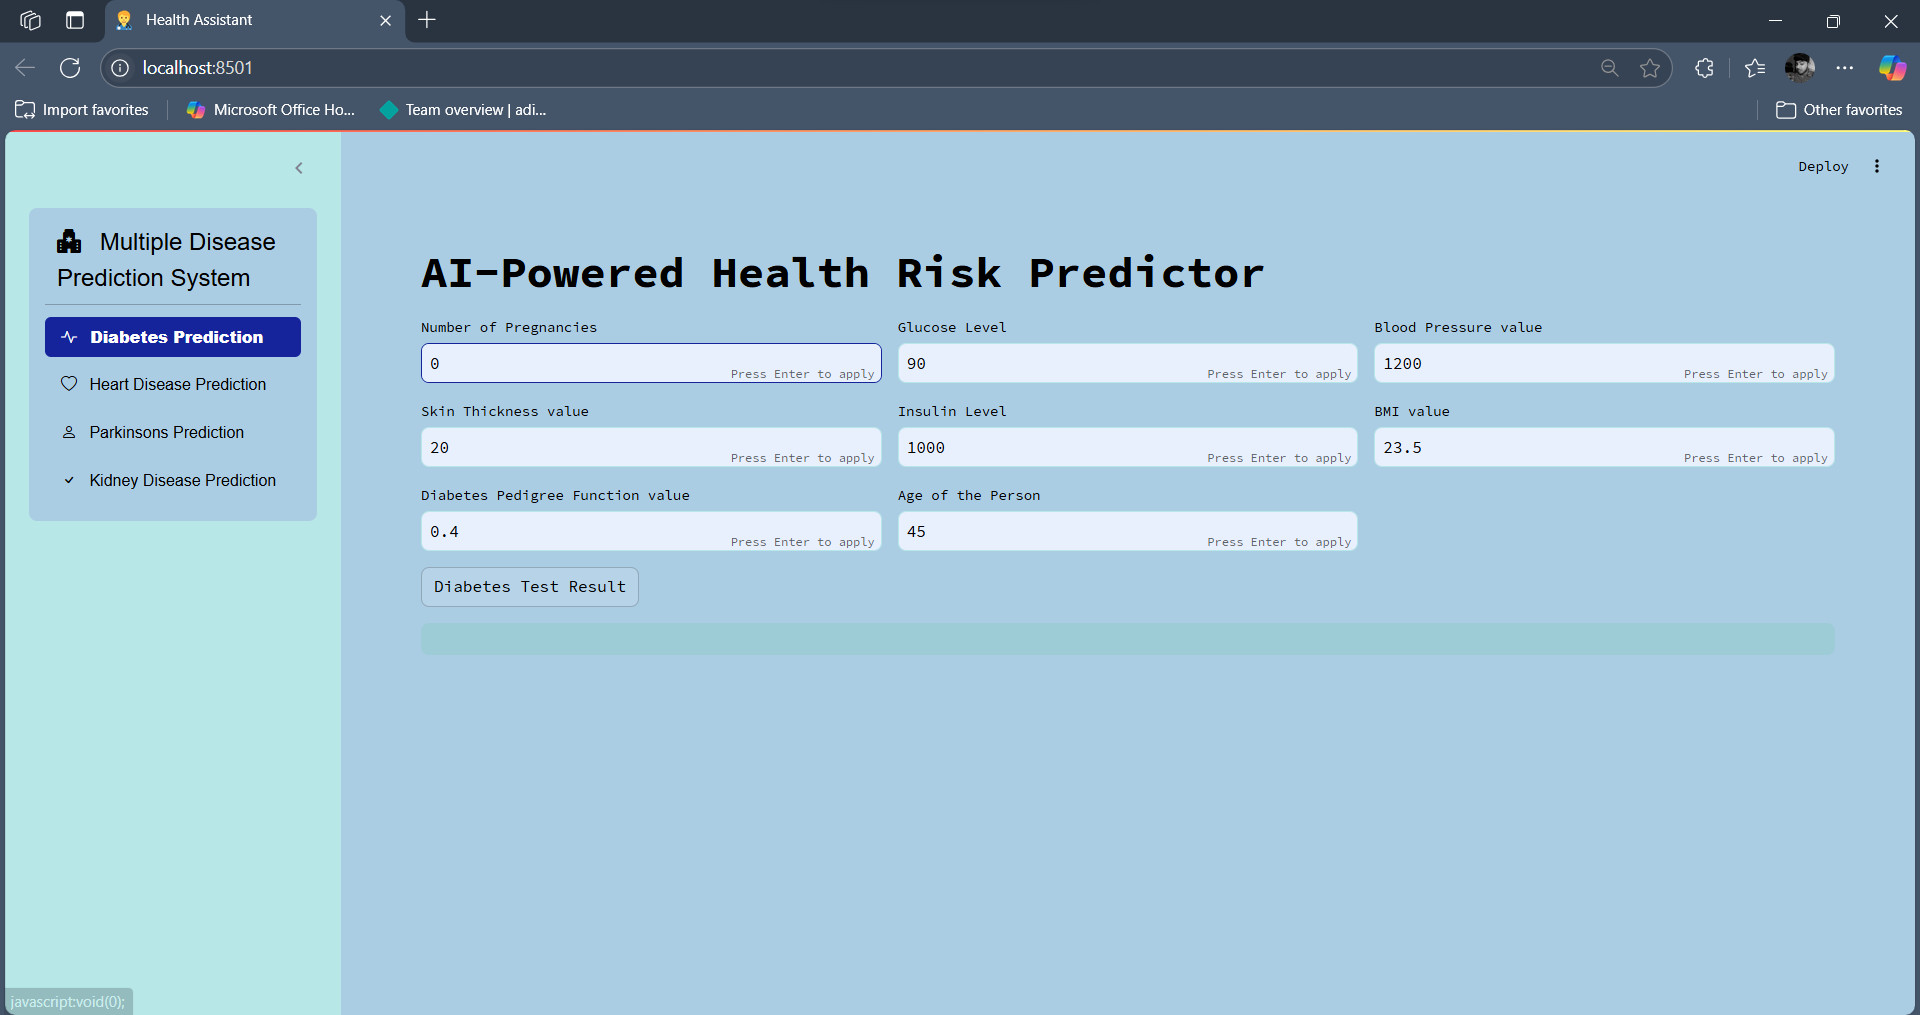 Health Assistant
localhost:8501
Import favorites
Microsoft Office Ho...
Team overview | adi...
Other favorites
Deploy
Multiple Disease
Prediction System
Diabetes Prediction
Heart Disease Prediction
Parkinsons Prediction
Kidney Disease Prediction
AI-Powered Health Risk Predictor
Number of Pregnancies
0
Press Enter to apply
Glucose Level
90
Press Enter to apply
Blood Pressure value
1200
Press Enter to apply
Skin Thickness value
20
Press Enter to apply
Insulin Level
1000
Press Enter to apply
BMI value
23.5
Press Enter to apply
Diabetes Pedigree Function value
0.4
Press Enter to apply
Age of the Person
45
Press Enter to apply
Diabetes Test Result
javascript:void(0);